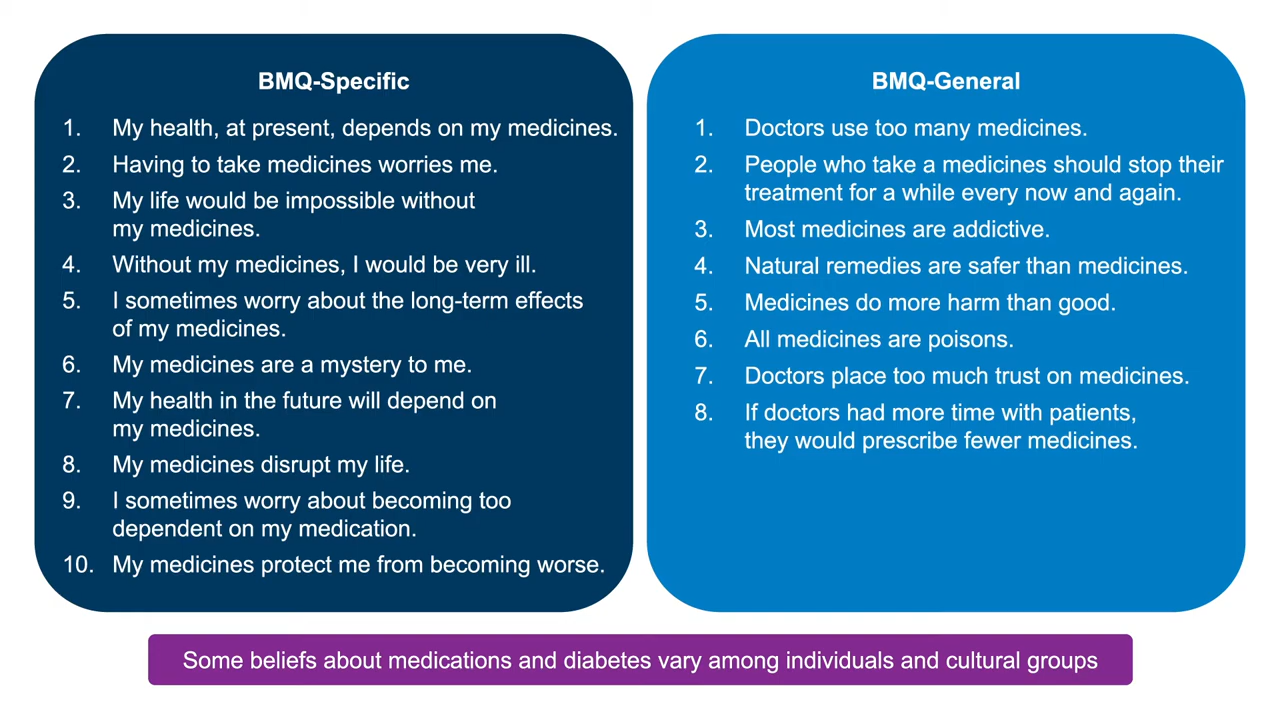 BMQ-Specific
1. My health, at present, depends on my medicines.
2. Having to take medicines worries me.
3. My life would be impossible without
my medicines.
4. Without my medicines, I would be very ill.
5. I sometimes worry about the long-term effects
of my medicines.
6. My medicines are a mystery to me.
7. My health in the future will depend on
my medicines.
8. My medicines disrupt my life.
9. I sometimes worry about becoming too
dependent on my medication.
10. My medicines protect me from becoming worse.
BMQ-General
1. Doctors use too many medicines.
2. People who take a medicines should stop their
treatment for a while every now and again.
3. Most medicines are addictive.
4. Natural remedies are safer than medicines.
5. Medicines do more harm than good.
6. All medicines are poisons.
7. Doctors place too much trust on medicines.
8. If doctors had more time with patients,
they would prescribe fewer medicines.
Some beliefs about medications and diabetes vary among individuals and cultural groups